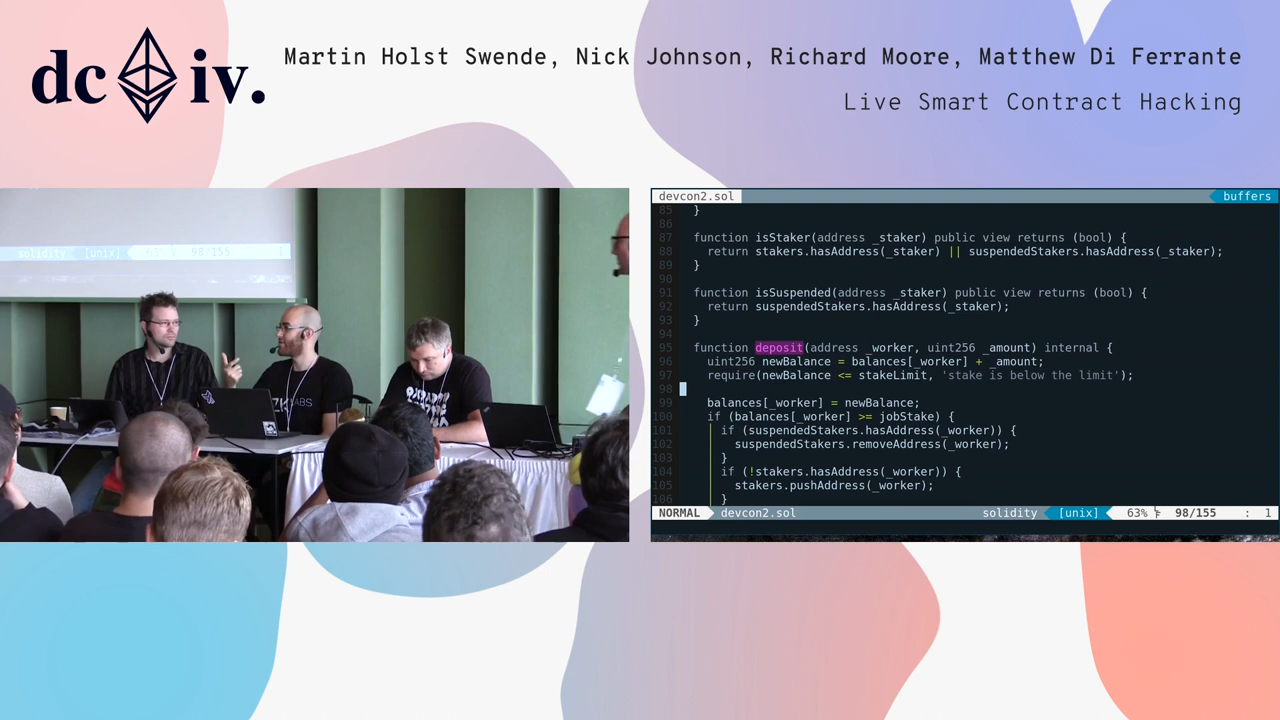 dc iv.
Martin Holst Swende, Nick Johnson, Richard Moore, Matthew Di Ferrante
Live Smart Contract Hacking
solidity [unix] 98/155
LABS
devcon2.sol buffers
85 }
86
87 function isStaker(address _staker) public view returns (bool) {
88 return stakers.hasAddress(_staker) || suspendedStakers.hasAddress(_staker);
89 }
90
91 function isSuspended(address _staker) public view returns (bool) {
92 return suspendedStakers.hasAddress(_staker);
93 }
94
95 function deposit(address _worker, uint256 _amount) internal {
96 uint256 newBalance = balances[_worker] + _amount;
97 require(newBalance <= stakeLimit, 'stake is below the limit');
98
99 balances[_worker] = newBalance;
100 if (balances[_worker] >= jobStake) {
101 if (suspendedStakers.hasAddress(_worker)) {
102 suspendedStakers.removeAddress(_worker);
103 }
104 if (!stakers.hasAddress(_worker)) {
105 stakers.pushAddress(_worker);
106 }
NORMAL devcon2.sol solidity [unix] 63% 98/155 : 1